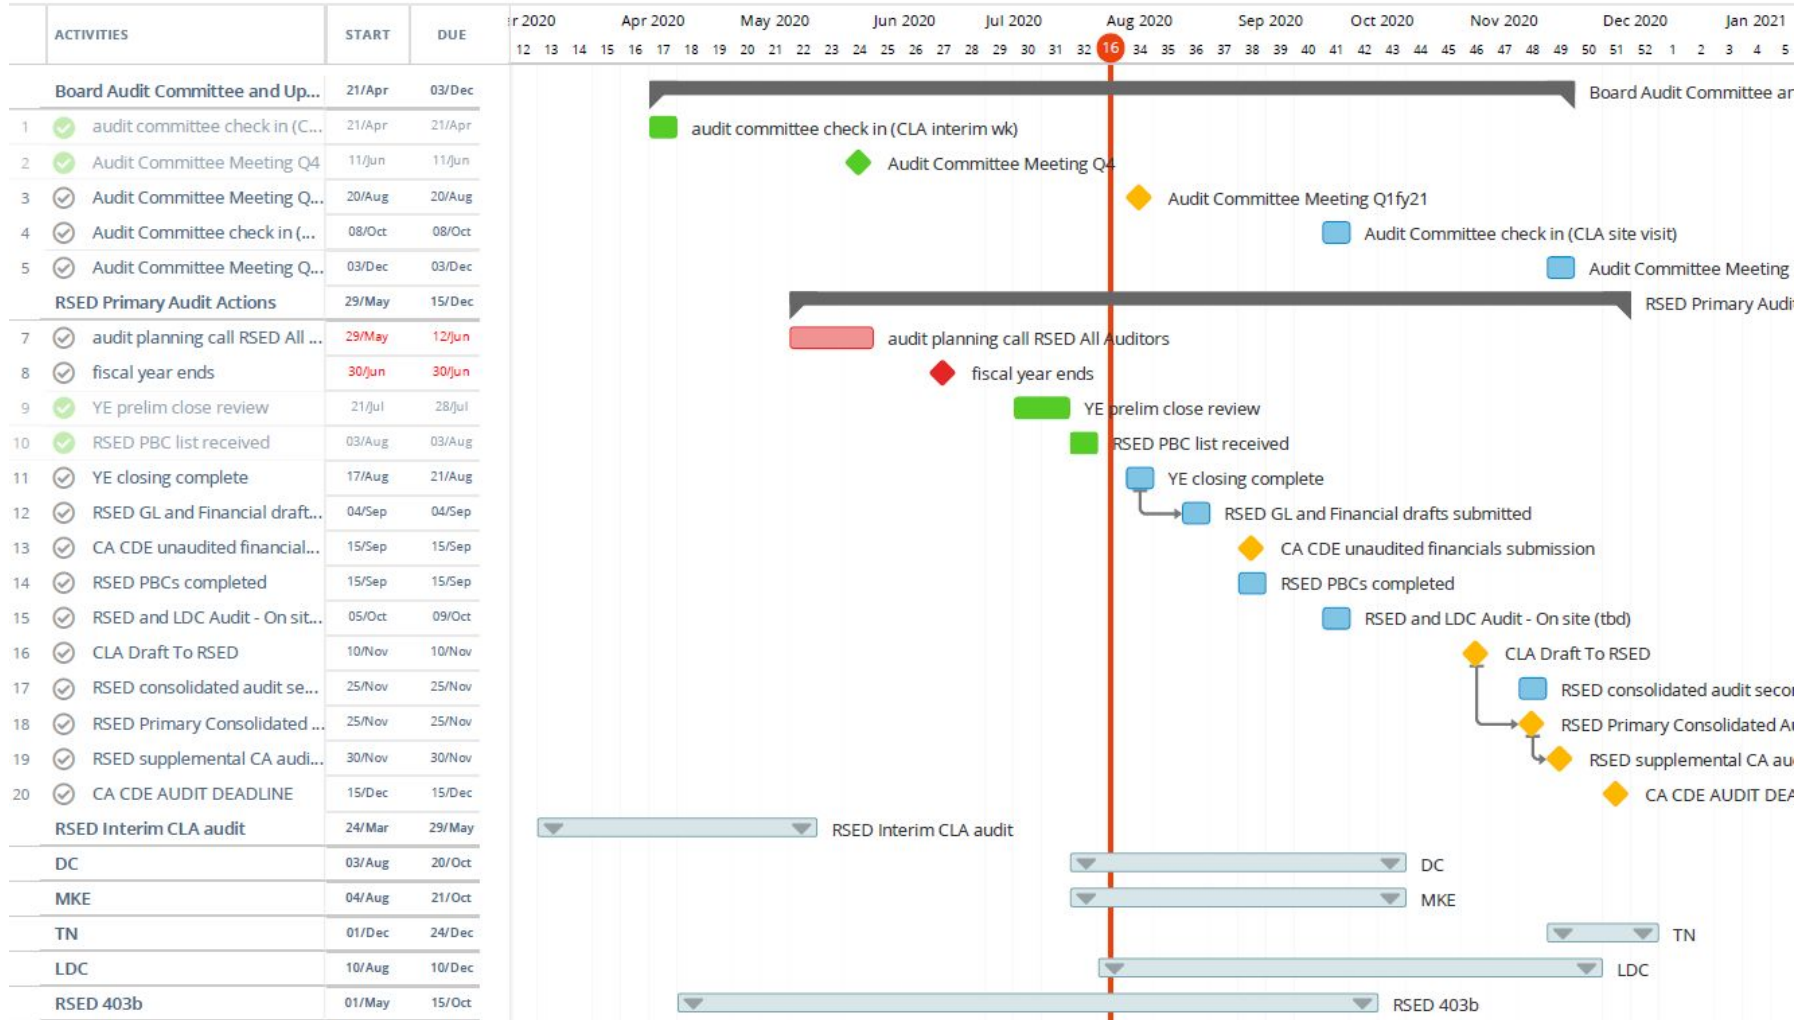 r 2020 Apr 2020 May 2020 Jun 2020 Jul 2020 Aug 2020 Sep 2020 Oct 2020 Nov 2020 Dec 2020 Jan 2021
ACTIVITIES START DUE
12 13 14 15 16 17 18 19 20 21 22 23 24 25 26 27 28 29 30 31 32 16 34 35 36 37 38 39 40 41 42 43 44 45 46 47 48 49 50 51 52 1 2 3 4 5
Board Audit Committee and Up... 21/Apr 03/Dec Board Audit Committee an
1 audit committee check in (C... 21/Apr 21/Apr audit committee check in (CLA interim wk)
2 Audit Committee Meeting Q4 11/Jun 11/Jun Audit Committee Meeting Q4
3 Audit Committee Meeting Q... 20/Aug 20/Aug Audit Committee Meeting Q1fy21
4 Audit Committee check in (... 08/Oct 08/Oct Audit Committee check in (CLA site visit)
5 Audit Committee Meeting Q... 03/Dec 03/Dec Audit Committee Meeting
RSED Primary Audit Actions 29/May 15/Dec RSED Primary Audit
7 audit planning call RSED All ... 29/May 12/Jun audit planning call RSED All Auditors
8 fiscal year ends 30/Jun 30/Jun fiscal year ends
9 YE prelim close review 21/Jul 28/Jul YE prelim close review
10 RSED PBC list received 03/Aug 03/Aug RSED PBC list received
11 YE closing complete 17/Aug 21/Aug YE closing complete
12 RSED GL and Financial draft... 04/Sep 04/Sep RSED GL and Financial drafts submitted
13 CA CDE unaudited financial... 15/Sep 15/Sep CA CDE unaudited financials submission
14 RSED PBCs completed 15/Sep 15/Sep RSED PBCs completed
15 RSED and LDC Audit - On sit... 05/Oct 09/Oct RSED and LDC Audit - On site (tbd)
16 CLA Draft To RSED 10/Nov 10/Nov CLA Draft To RSED
17 RSED consolidated audit se... 25/Nov 25/Nov RSED consolidated audit secon
18 RSED Primary Consolidated ... 25/Nov 25/Nov RSED Primary Consolidated Au
19 RSED supplemental CA audi... 30/Nov 30/Nov RSED supplemental CA au
20 CA CDE AUDIT DEADLINE 15/Dec 15/Dec CA CDE AUDIT DEA
RSED Interim CLA audit 24/Mar 29/May RSED Interim CLA audit
DC 03/Aug 20/Oct DC
MKE 04/Aug 21/Oct MKE
TN 01/Dec 24/Dec TN
LDC 10/Aug 10/Dec LDC
RSED 403b 01/May 15/Oct RSED 403b